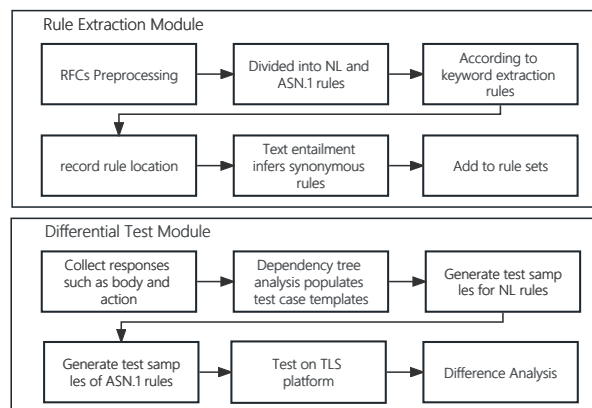 Rule Extraction Module
RFCs Preprocessing
Divided into NL and
ASN.1 rules
According to
keyword extraction
rules
record rule location
Text entailment
infers synonymous
rules
Add to rule sets
Differential Test Module
Collect responses
such as body and
action
Dependency tree
analysis populates
test case templates
Generate test samp
les for NL rules
Generate test samp
les of ASN.1 rules
Test on TLS
platform
Difference Analysis